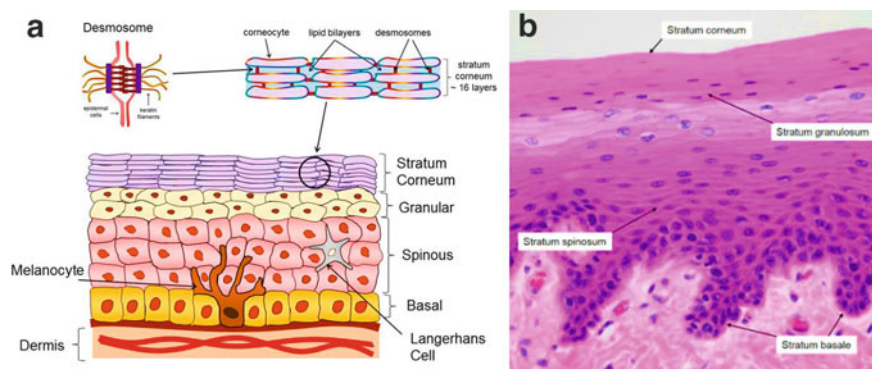 a
Desmosome
epidermal
cells
keratin
filaments
corneocyte
lipid bilayers
desmosomes
stratum
corneum
~ 16 layers
Stratum
Corneum
Granular
Spinous
Melanocyte
Basal
Dermis
Langerhans
Cell
b
Stratum corneum
Stratum granulosum
Stratum spinosum
Stratum basale